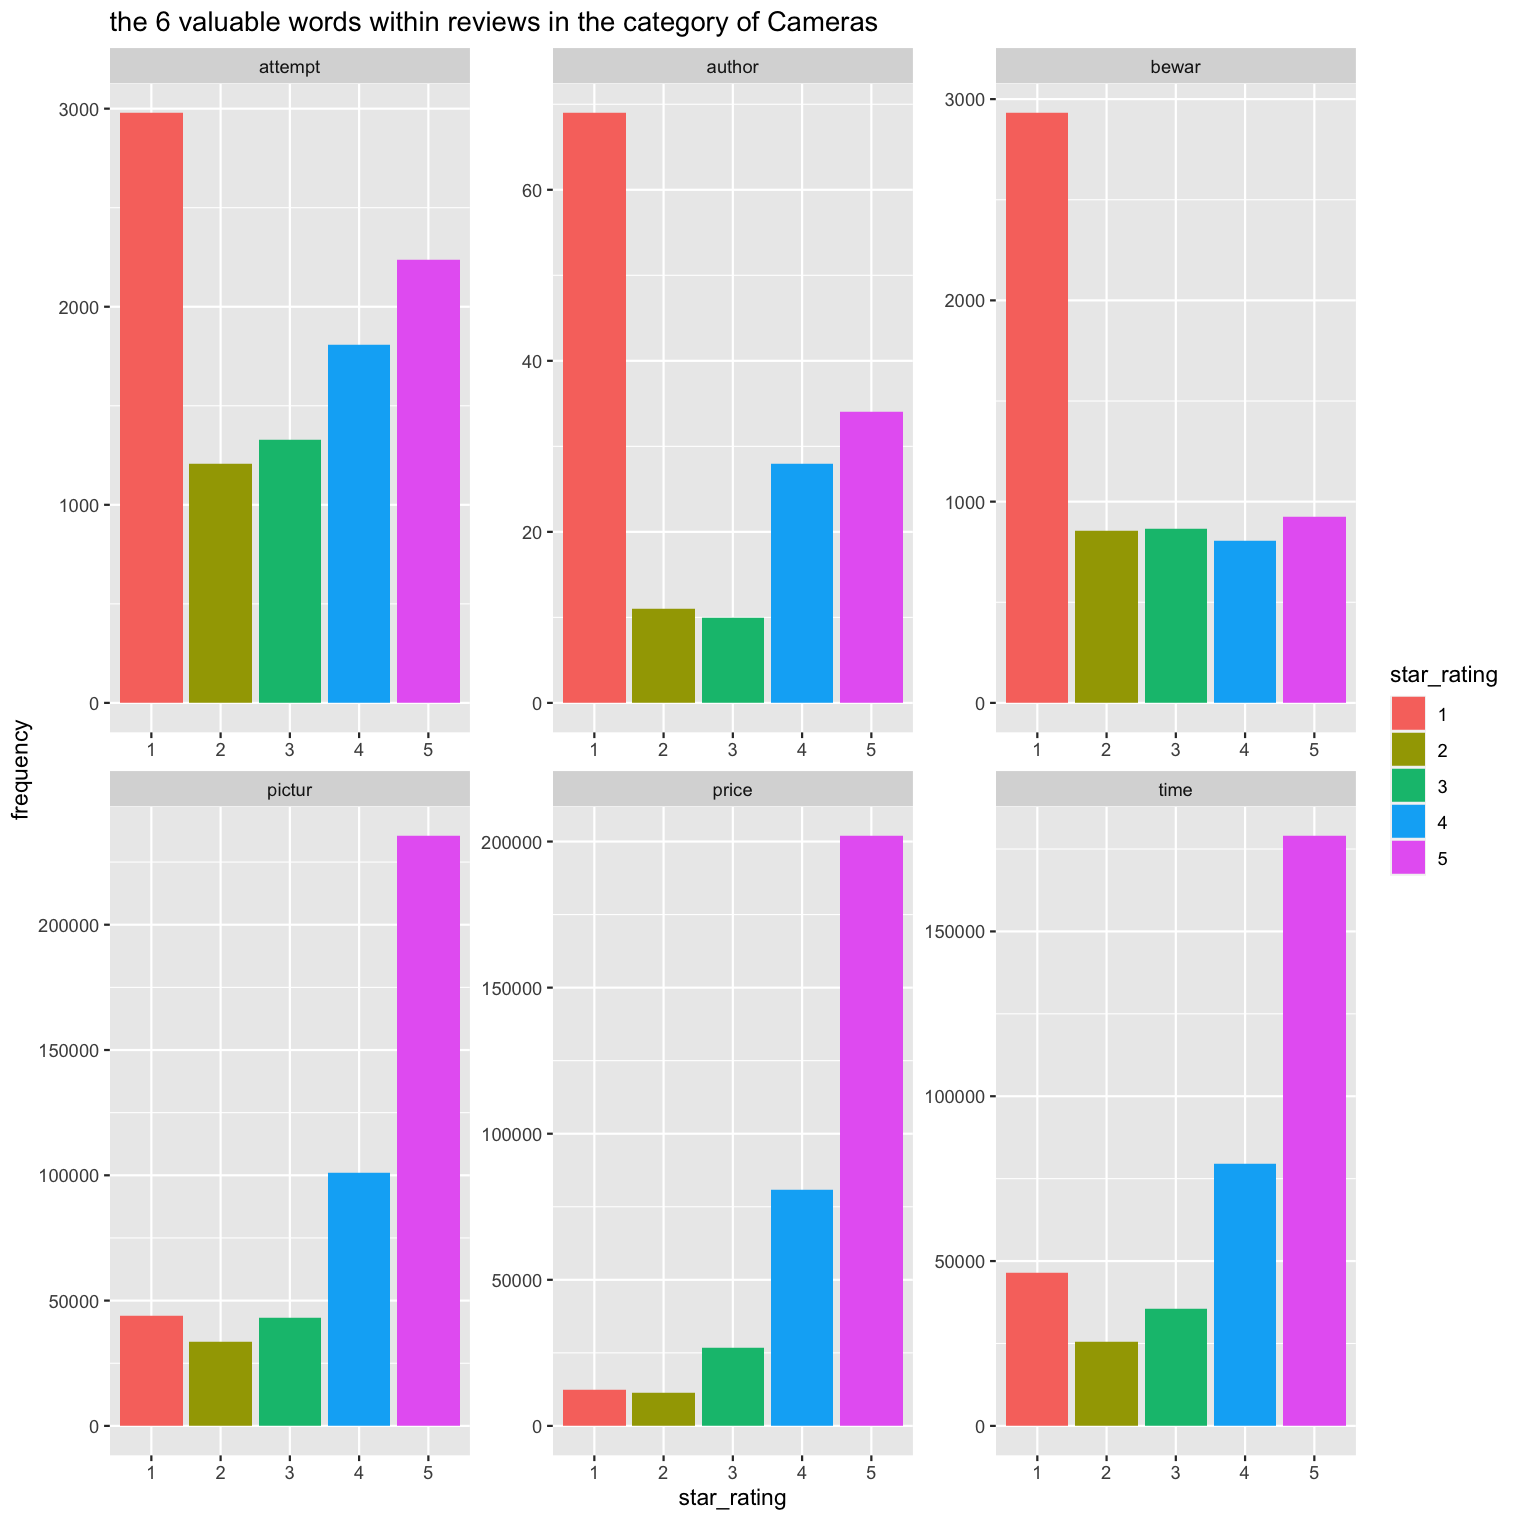 the 6 valuable words within reviews in the category of Cameras
attempt
author
bewar
3000
2000
1000
0
60
40
20
0
3000
2000
1000
0
1 2 3 4 5
1 2 3 4 5
1 2 3 4 5
frequency
pictur
price
time
200000
150000
100000
50000
0
200000
150000
100000
50000
0
150000
100000
50000
0
1 2 3 4 5
1 2 3 4 5
1 2 3 4 5
star_rating
star_rating
1
2
3
4
5